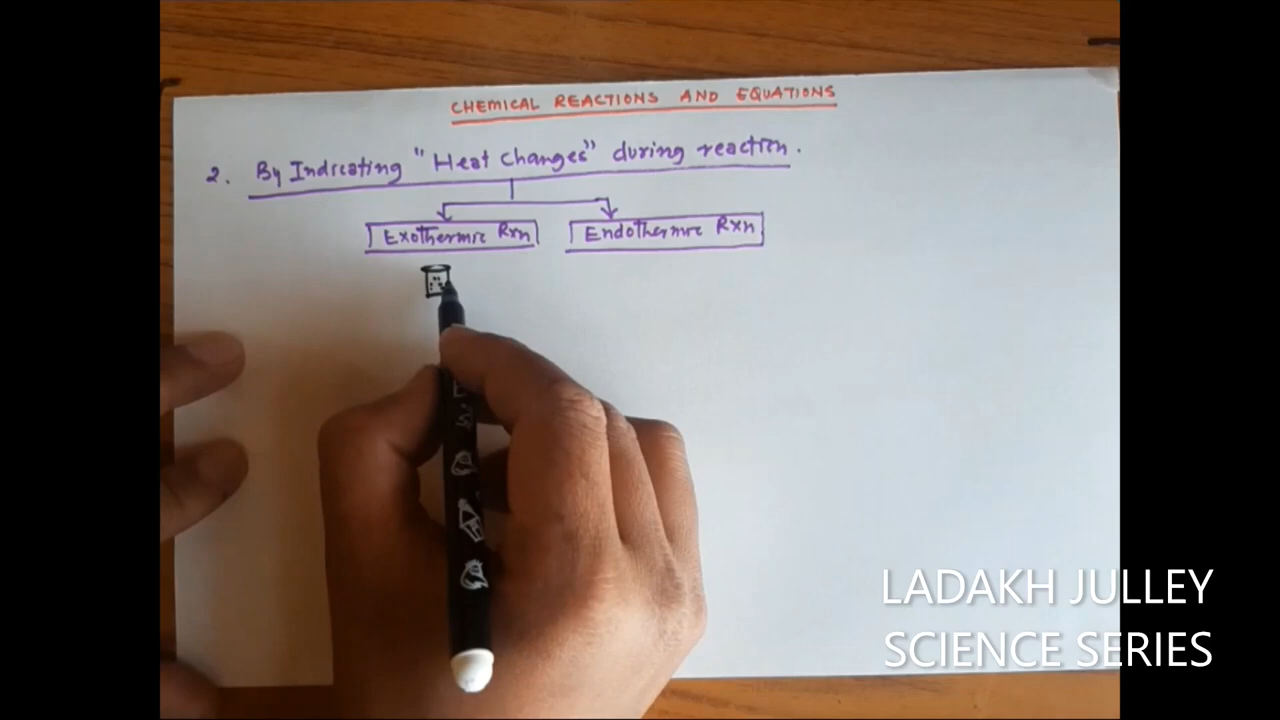 CHEMICAL REACTIONS AND EQUATIONS
2. By Indicating "Heat Changes" during reaction.
Exothermic Rxn Endothermic Rxn
LADAKH JULLEY
SCIENCE SERIES